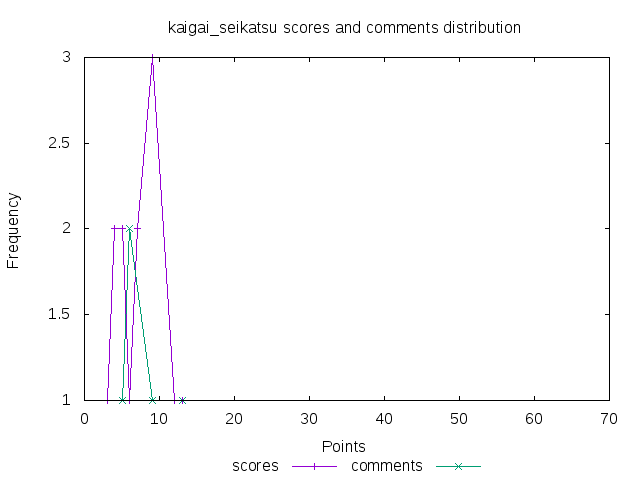 kaigai_seikatsu scores and comments distribution
3
2.5
2
1.5
1
Frequency
0 10 20 30 40 50 60 70
Points
scores comments